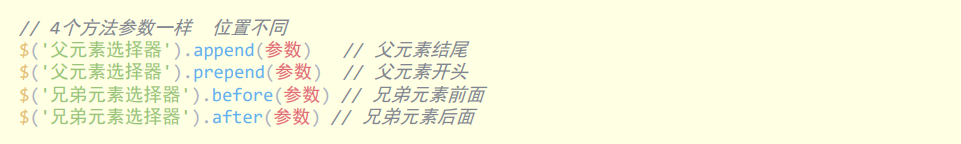 // 4个方法参数一样  位置不同
$('父元素选择器').append(参数)   // 父元素结尾
$('父元素选择器').prepend(参数)  // 父元素开头
$('兄弟元素选择器').before(参数) // 兄弟元素前面
$('兄弟元素选择器').after(参数) // 兄弟元素后面